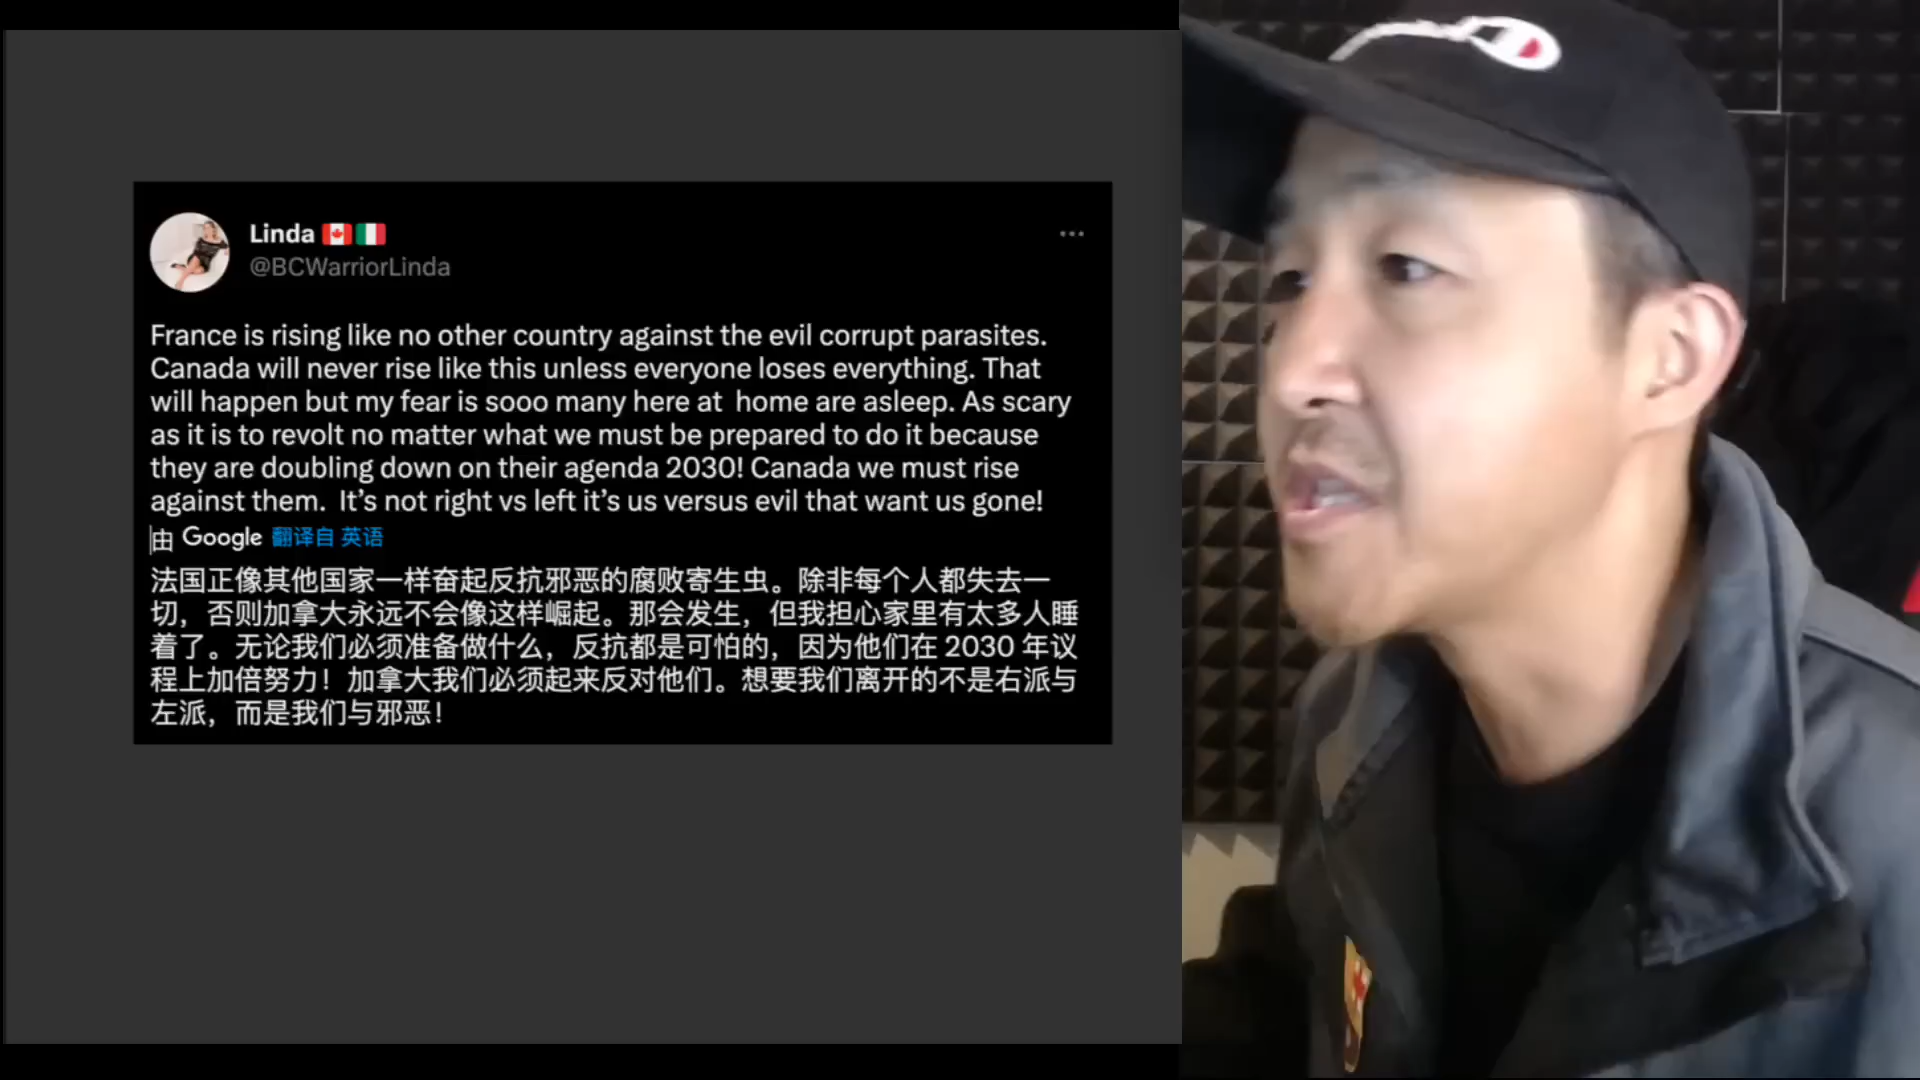 Linda 🇨🇦🇮🇹
@BCWarriorLinda
France is rising like no other country against the evil corrupt parasites.
Canada will never rise like this unless everyone loses everything. That
will happen but my fear is sooo many here at home are asleep. As scary
as it is to revolt no matter what we must be prepared to do it because
they are doubling down on their agenda 2030! Canada we must rise
against them. It’s not right vs left it’s us versus evil that want us gone!
由 Google 翻译自 英语
法国正像其他国家一样奋起反抗邪恶的腐败寄生虫。除非每个人都失去一
切，否则加拿大永远不会像这样崛起。那会发生，但我担心家里有太多人睡
着了。无论我们必须准备做什么，反抗都是可怕的，因为他们在 2030 年议
程上加倍努力！加拿大我们必须起来反对他们。想要我们离开的不是右派与
左派，而是我们与邪恶！